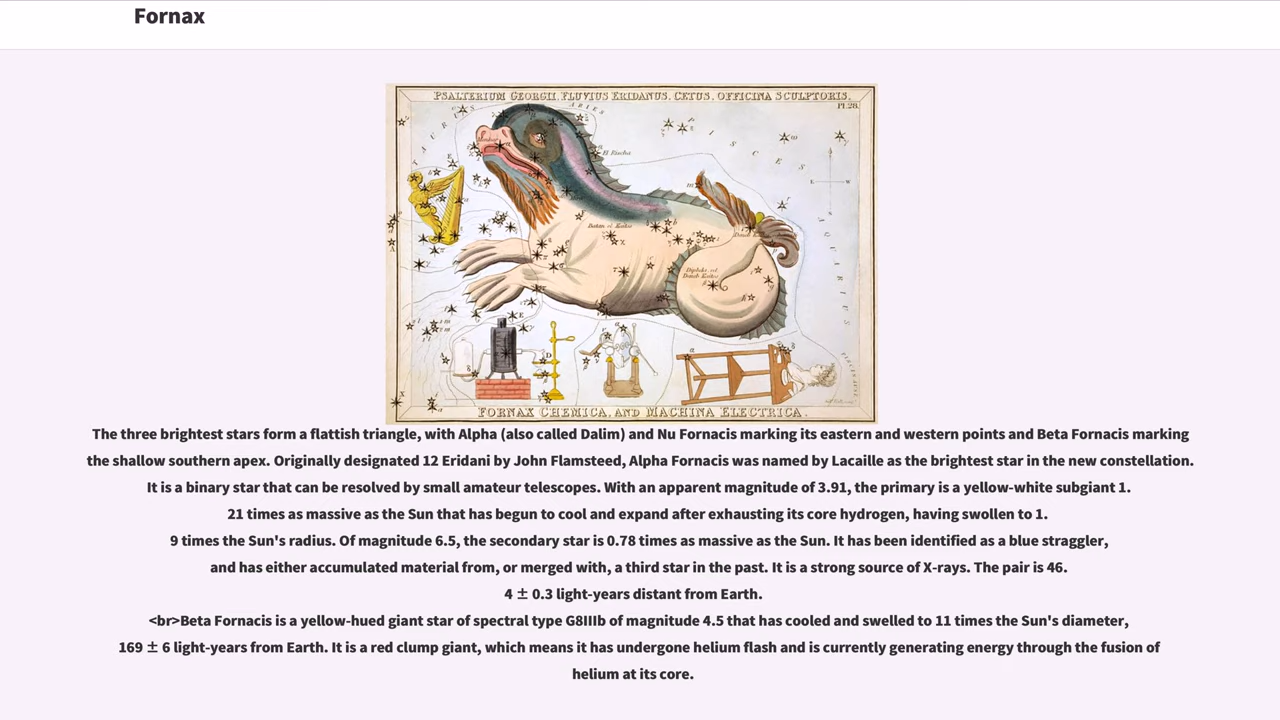 Fornax
PSALTERIUM GEORGII, FLUVIUS ERIDANUS, CETUS, OFFICINA SCULPTORIS,
Pl. 28.
TAURUS
ARIES
PISCES
AQUARIUS
El Rischa
Baten el Kaitos
E
W
FORNAX CHEMICA, AND MACHINA ELECTRICA.
The three brightest stars form a flattish triangle, with Alpha (also called Dalim) and Nu Fornacis marking its eastern and western points and Beta Fornacis marking
the shallow southern apex. Originally designated 12 Eridani by John Flamsteed, Alpha Fornacis was named by Lacaille as the brightest star in the new constellation.
It is a binary star that can be resolved by small amateur telescopes. With an apparent magnitude of 3.91, the primary is a yellow-white subgiant 1.
21 times as massive as the Sun that has begun to cool and expand after exhausting its core hydrogen, having swollen to 1.
9 times the Sun's radius. Of magnitude 6.5, the secondary star is 0.78 times as massive as the Sun. It has been identified as a blue straggler,
and has either accumulated material from, or merged with, a third star in the past. It is a strong source of X-rays. The pair is 46.
4 ± 0.3 light-years distant from Earth.
<br>Beta Fornacis is a yellow-hued giant star of spectral type G8IIIb of magnitude 4.5 that has cooled and swelled to 11 times the Sun's diameter,
169 ± 6 light-years from Earth. It is a red clump giant, which means it has undergone helium flash and is currently generating energy through the fusion of
helium at its core.